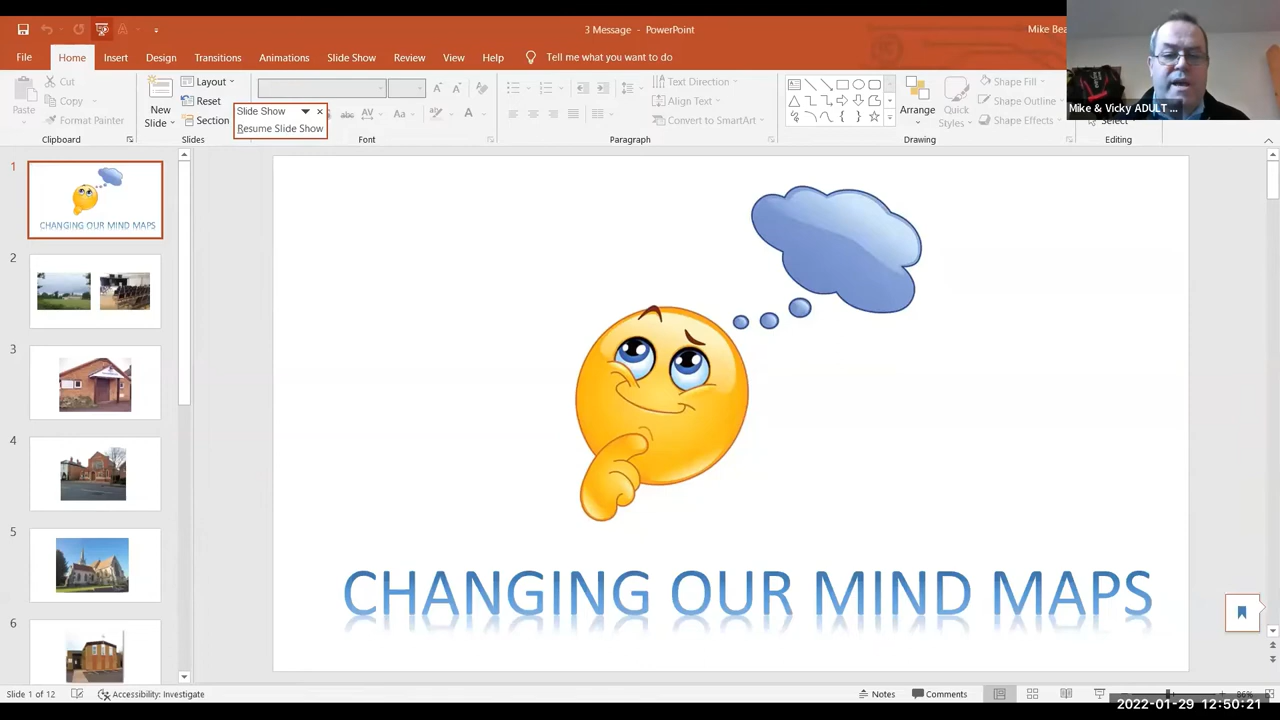 3 Message - PowerPoint
Mike Bea
File Home Insert Design Transitions Animations Slide Show Review View Help Tell me what you want to do
Mike & Vicky ADULT ...
Paste
Cut
Copy
Format Painter
Clipboard
New Slide
Layout
Reset
Section
Slides
Slide Show
Resume Slide Show
Font
Text Direction
Align Text
Convert to SmartArt
Paragraph
Arrange
Quick Styles
Shape Fill
Shape Outline
Shape Effects
Drawing
Select
Editing
1
CHANGING OUR MIND MAPS
2
3
4
5
6
CHANGING OUR MIND MAPS
Slide 1 of 12
Accessibility: Investigate
Notes
Comments
86%
2022-01-29 12:50:21